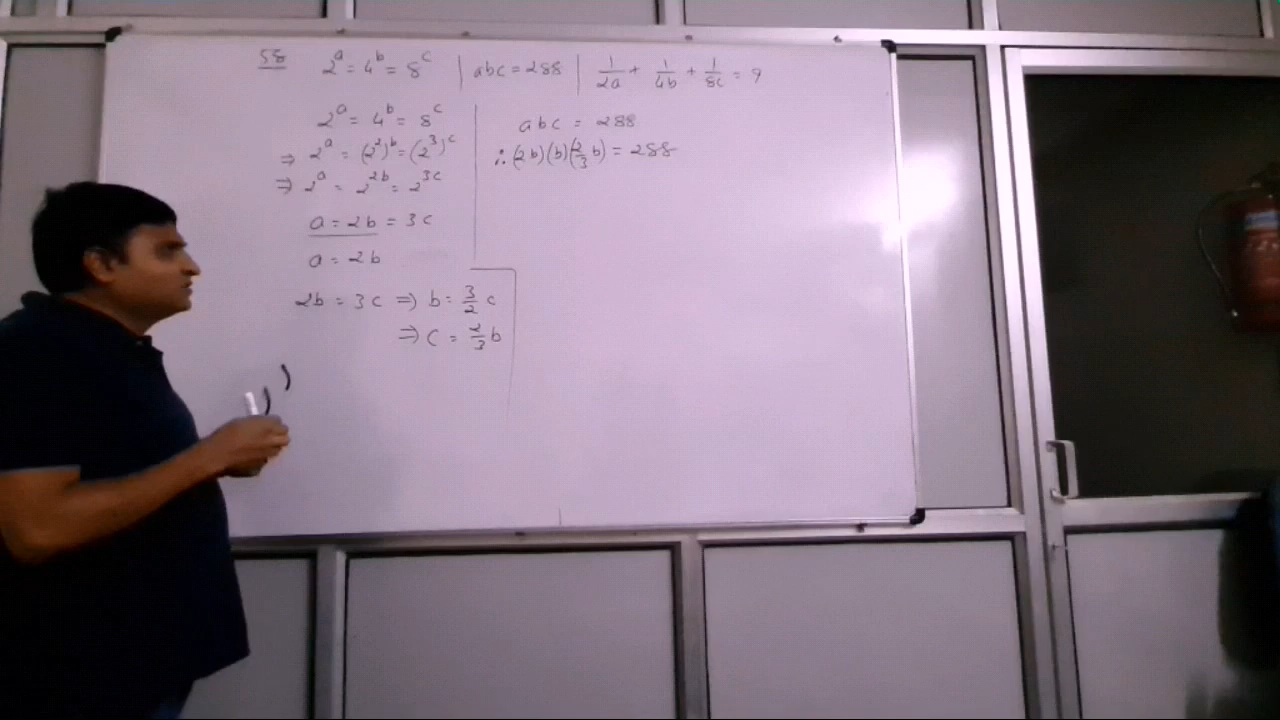 58 2^a = 4^b = 8^c | abc = 288 | 1/2a + 1/4b + 1/8c = ?
2^a = 4^b = 8^c
⇒ 2^a = (2^2)^b = (2^3)^c
⇒ 2^a = 2^2b = 2^3c
a = 2b = 3c
a = 2b
2b = 3c ⇒ b = 3/2 c
⇒ c = 2/3 b
abc = 288
∴ (2b)(b)(2/3 b) = 288